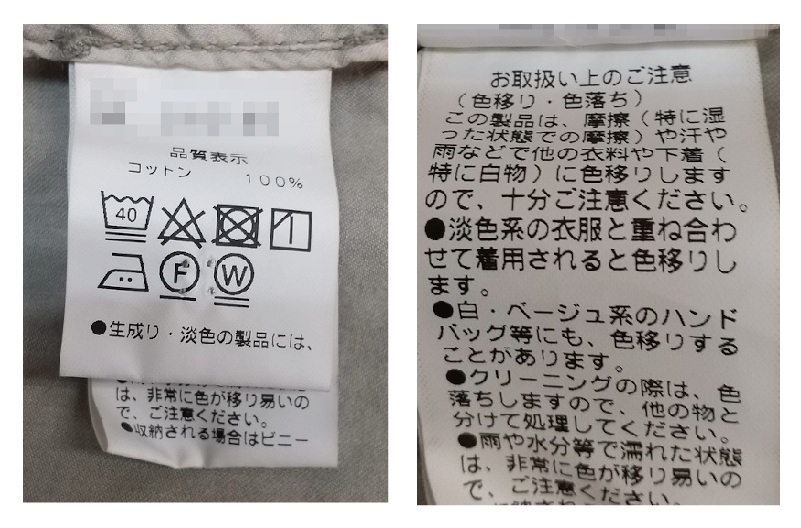 品質表示
コットン 100%
40
F W
●生成り・淡色の製品には、
は、非常に色が移り易いの
で、ご注意ください。
●収納される場合はビニー
お取扱い上のご注意
(色移り・色落ち)
この製品は、摩擦(特に湿
った状態での摩擦)や汗や
雨などで他の衣料や下着(
特に白物)に色移りします
ので、十分ご注意ください。
●淡色系の衣服と重ね合わ
せて着用されると色移りし
ます。
●白・ベージュ系のハンド
バッグ等にも、色移りする
ことがあります。
●クリーニングの際は、色
落ちしますので、他の物と
分けて処理してください。
●雨や水分等で濡れた状態
は、非常に色が移り易いの
で、ご注意ください。